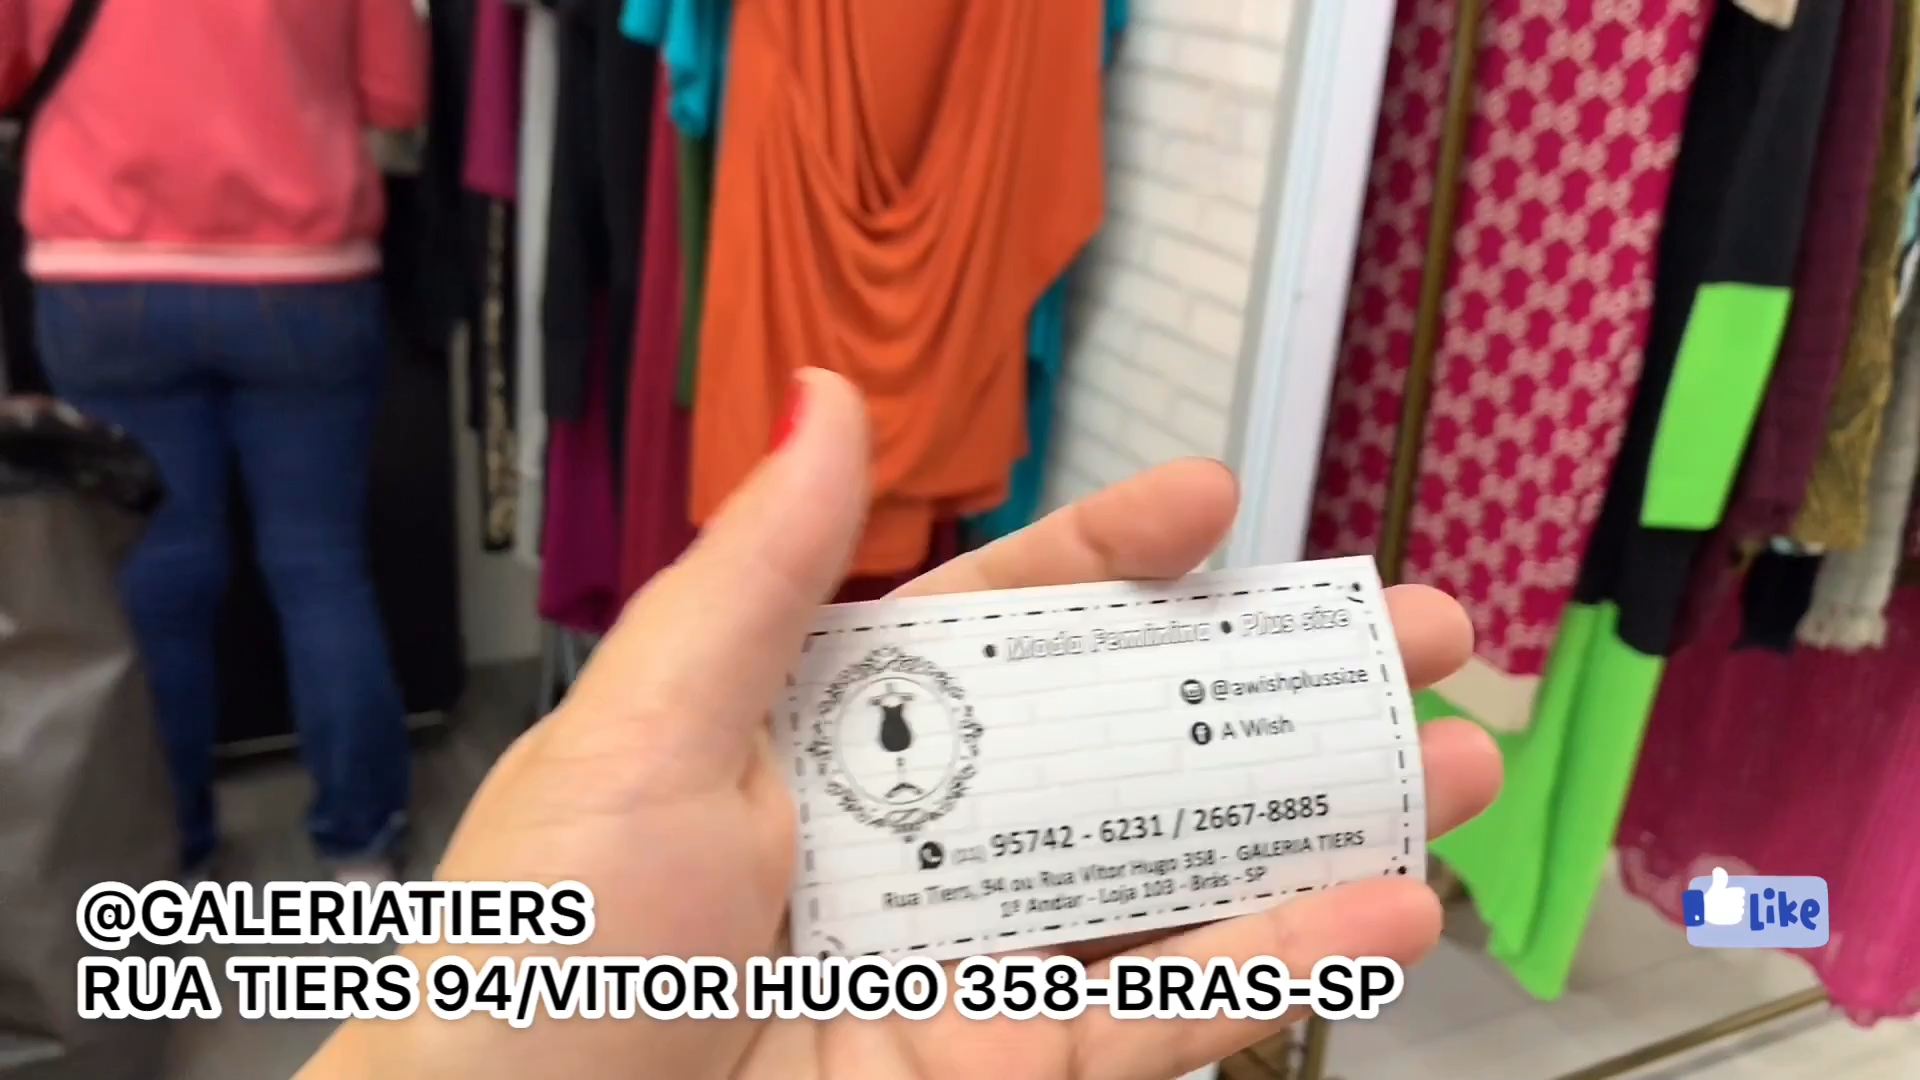 • Moda Feminina • Plus size
@awishplussize
A Wish
(11) 95742 - 6231 / 2667-8885
Rua Tiers, 94 ou Rua Vitor Hugo 358 - GALERIA TIERS
1º Andar - Loja 103 - Brás - SP
@GALERIATIERS
RUA TIERS 94/VITOR HUGO 358-BRAS-SP
Like